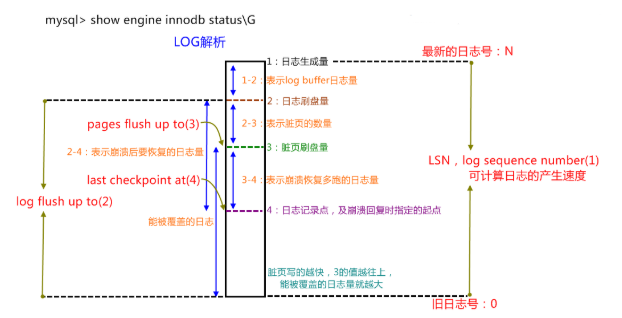 mysql> show engine innodb status\G
LOG解析
最新的日志号：N
1：日志生成量
1-2：表示log buffer日志量
2：日志刷盘量
pages flush up to(3)
2-3：表示脏页的数量
2-4：表示崩溃后要恢复的日志量
3：脏页刷盘量
LSN，log sequence number(1)
可计算日志的产生速度
last checkpoint at(4)
3-4：表示崩溃恢复多施的日志量
log flush up to(2)
4：日志记录点，及崩溃回复时指定的起点
能被覆盖的日志
脏页写的越快，3的值越往上，
能被覆盖的日志量就越大
旧日志号：0